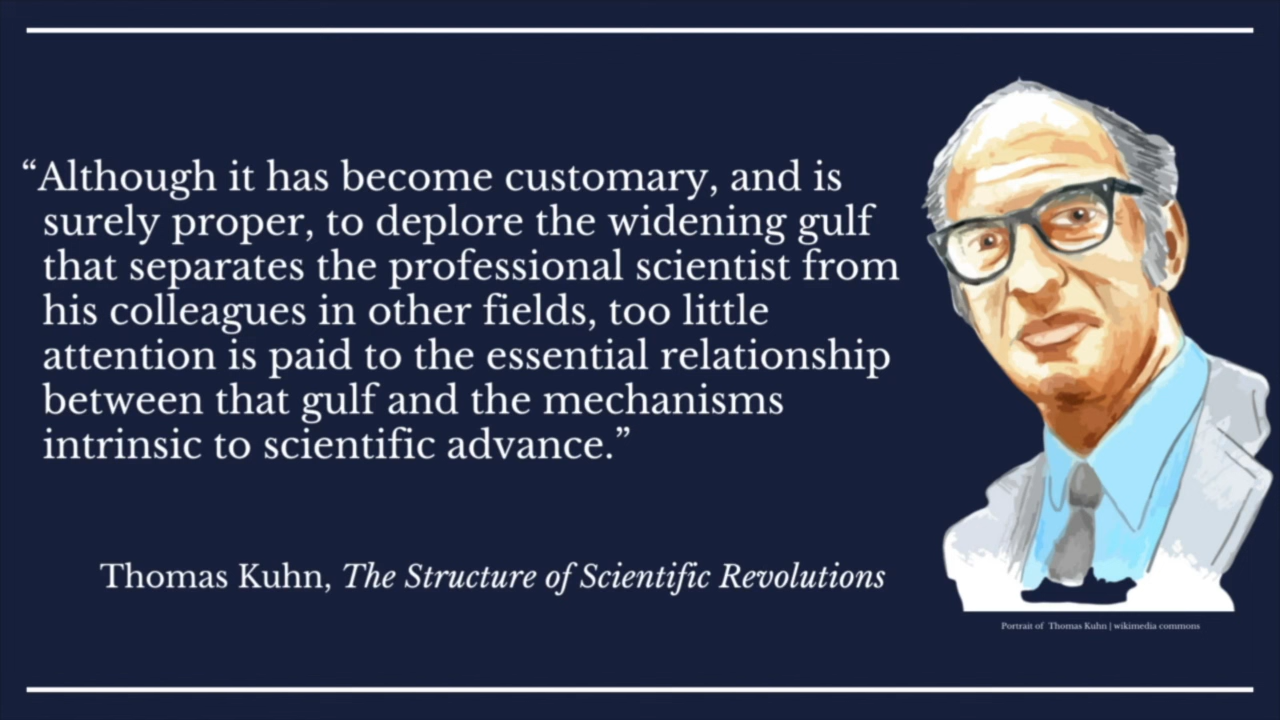 “Although it has become customary, and is
surely proper, to deplore the widening gulf
that separates the professional scientist from
his colleagues in other fields, too little
attention is paid to the essential relationship
between that gulf and the mechanisms
intrinsic to scientific advance.”
Thomas Kuhn, The Structure of Scientific Revolutions
Portrait of Thomas Kuhn | wikimedia commons